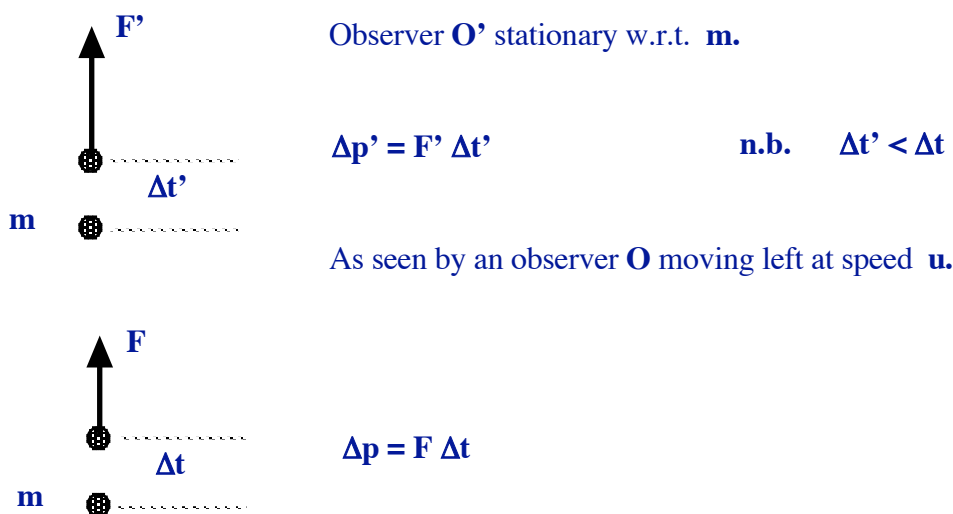 F’
Observer O’ stationary w.r.t. m.
Δp’ = F’ Δt’ n.b. Δt’ < Δt
Δt’
m
As seen by an observer O moving left at speed u.
F
Δp = F Δt
Δt
m